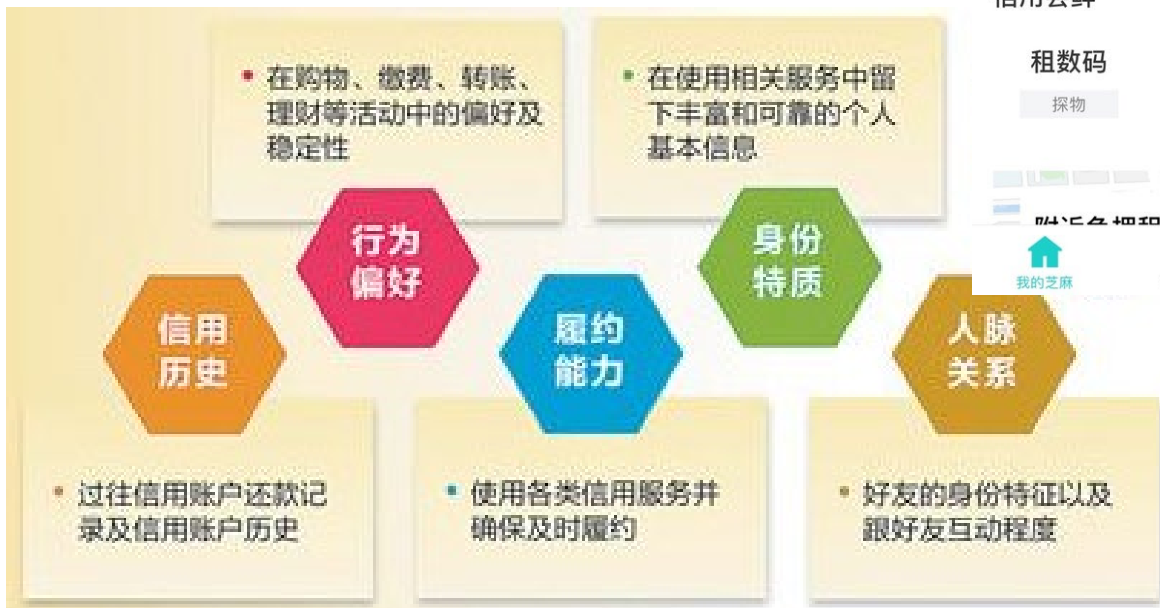 租数码
探物
我的芝麻
• 在购物、缴费、转账、
理财等活动中的偏好及
稳定性
• 在使用相关服务中留
下丰富和可靠的个人
基本信息
行为
偏好
身份
特质
信用
历史
履约
能力
人脉
关系
• 过往信用账户还款记
录及信用账户历史
• 使用各类信用服务并
确保及时履约
• 好友的身份特征以及
跟好友互动程度